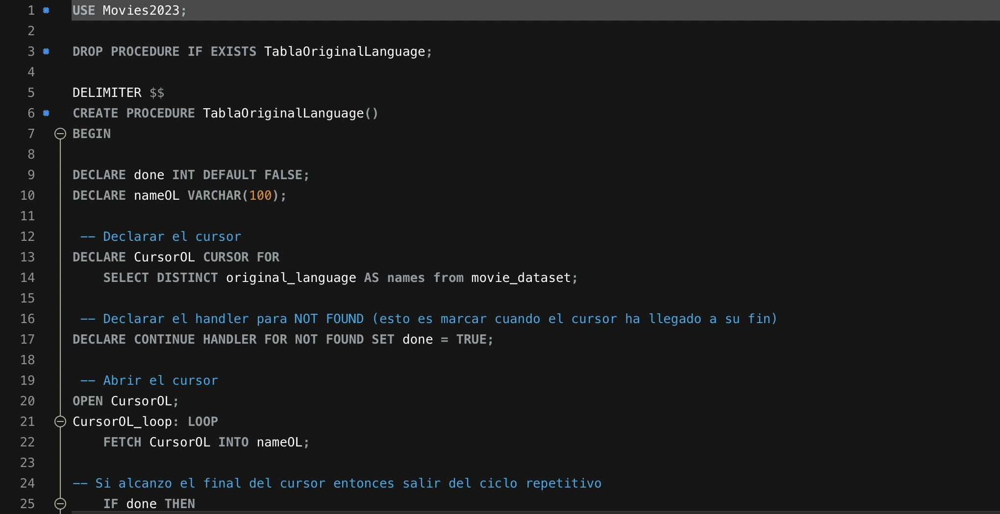 1 USE Movies2023;
2
3 DROP PROCEDURE IF EXISTS TablaOriginalLanguage;
4
5 DELIMITER $$
6 CREATE PROCEDURE TablaOriginalLanguage()
7 BEGIN
8
9 DECLARE done INT DEFAULT FALSE;
10 DECLARE nameOL VARCHAR(100);
11
12 -- Declarar el cursor
13 DECLARE CursorOL CURSOR FOR
14 SELECT DISTINCT original_language AS names from movie_dataset;
15
16 -- Declarar el handler para NOT FOUND (esto es marcar cuando el cursor ha llegado a su fin)
17 DECLARE CONTINUE HANDLER FOR NOT FOUND SET done = TRUE;
18
19 -- Abrir el cursor
20 OPEN CursorOL;
21 CursorOL_loop: LOOP
22 FETCH CursorOL INTO nameOL;
23
24 -- Si alcanzo el final del cursor entonces salir del ciclo repetitivo
25 IF done THEN